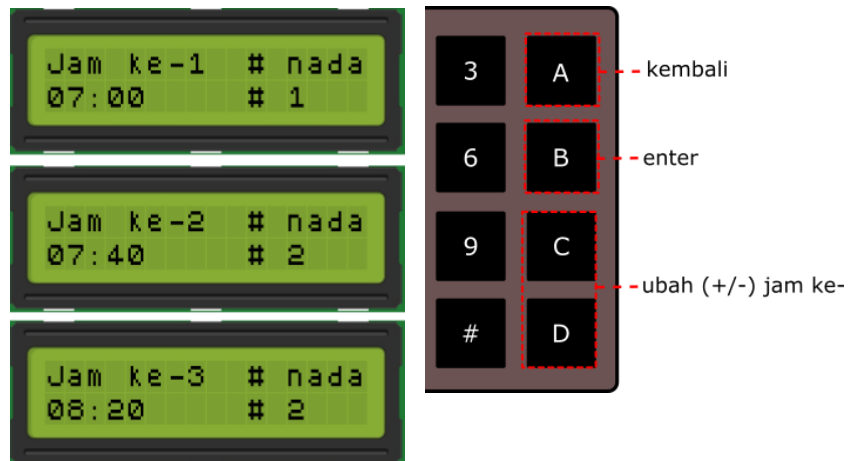 Jam ke-1 # nada
07:00 # 1
Jam ke-2 # nada
07:40 # 2
Jam ke-3 # nada
08:20 # 2
3 A kembali
6 B enter
9 C
ubah (+/-) jam ke-
# D